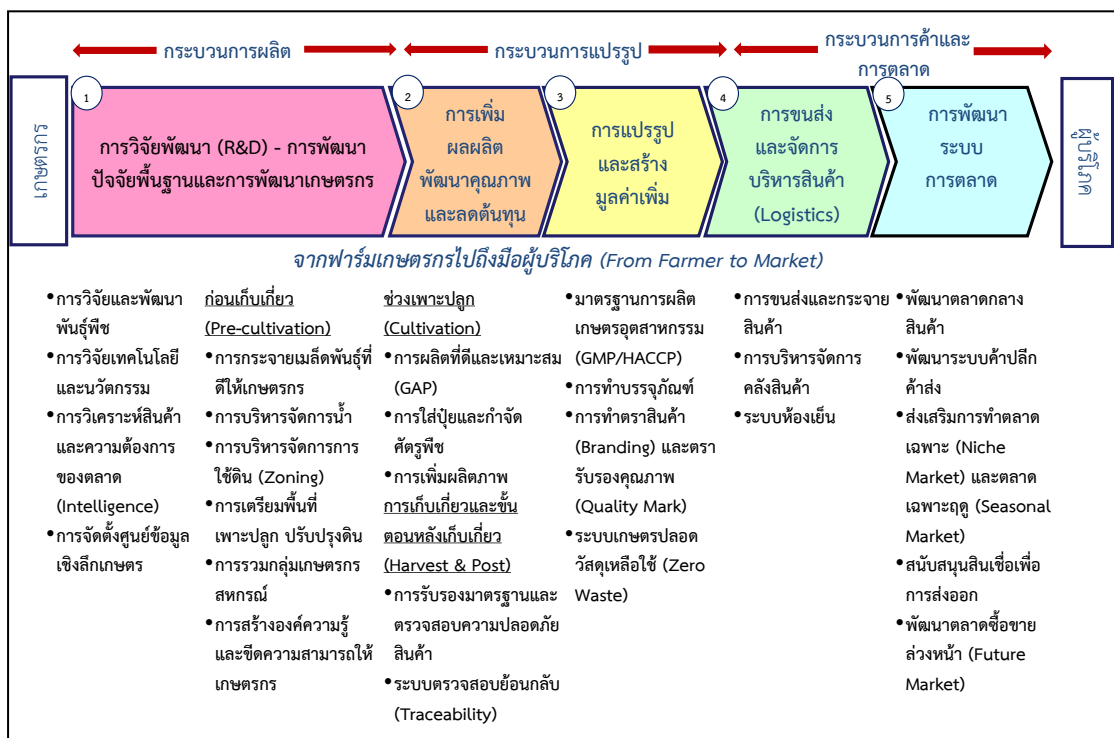 กระบวนการผลิต
กระบวนการแปรรูป
กระบวนการค้าและ
การตลาด
เกษตรกร
1
การวิจัยพัฒนา (R&D) - การพัฒนา
ปัจจัยพื้นฐานและการพัฒนาเกษตรกร
2
การเพิ่ม
ผลผลิต
พัฒนาคุณภาพ
และลดต้นทุน
3
การแปรรูป
และสร้าง
มูลค่าเพิ่ม
4
การขนส่ง
และจัดการ
บริหารสินค้า
(Logistics)
5
การพัฒนา
ระบบ
การตลาด
ผู้บริโภค
จากฟาร์มเกษตรกรไปถึงมือผู้บริโภค (From Farmer to Market)
•การวิจัยและพัฒนา
พันธุ์พืช
•การวิจัยเทคโนโลยี
และนวัตกรรม
•การวิเคราะห์สินค้า
และความต้องการ
ของตลาด
(Intelligence)
•การจัดตั้งศูนย์ข้อมูล
เชิงลึกเกษตร
ก่อนเก็บเกี่ยว
(Pre-cultivation)
•การกระจายเมล็ดพันธุ์ที่
ดีให้เกษตรกร
•การบริหารจัดการน้ำ
•การบริหารจัดการการ
ใช้ดิน (Zoning)
•การเตรียมพื้นที่
เพาะปลูก ปรับปรุงดิน
•การรวมกลุ่มเกษตรกร
สหกรณ์
•การสร้างองค์ความรู้
และขีดความสามารถให้
เกษตรกร
ช่วงเพาะปลูก
(Cultivation)
•การผลิตที่ดีและเหมาะสม
(GAP)
•การใส่ปุ๋ยและกำจัด
ศัตรูพืช
•การเพิ่มผลิตภาพ
การเก็บเกี่ยวและขั้น
ตอนหลังเก็บเกี่ยว
(Harvest & Post)
•การรับรองมาตรฐานและ
ตรวจสอบความปลอดภัย
สินค้า
•ระบบตรวจสอบย้อนกลับ
(Traceability)
•มาตรฐานการผลิต
เกษตรอุตสาหกรรม
(GMP/HACCP)
•การทำบรรจุภัณฑ์
•การทำตราสินค้า
(Branding) และตรา
รับรองคุณภาพ
(Quality Mark)
•ระบบเกษตรปลอด
วัสดุเหลือใช้ (Zero
Waste)
•การขนส่งและกระจาย
สินค้า
•การบริหารจัดการ
คลังสินค้า
•ระบบห้องเย็น
•พัฒนาตลาดกลาง
สินค้า
•พัฒนาระบบค้าปลีก
ค้าส่ง
•ส่งเสริมการทำตลาด
เฉพาะ (Niche
Market) และตลาด
เฉพาะฤดู (Seasonal
Market)
•สนับสนุนสินเชื่อเพื่อ
การส่งออก
•พัฒนาตลาดซื้อขาย
ล่วงหน้า (Future
Market)